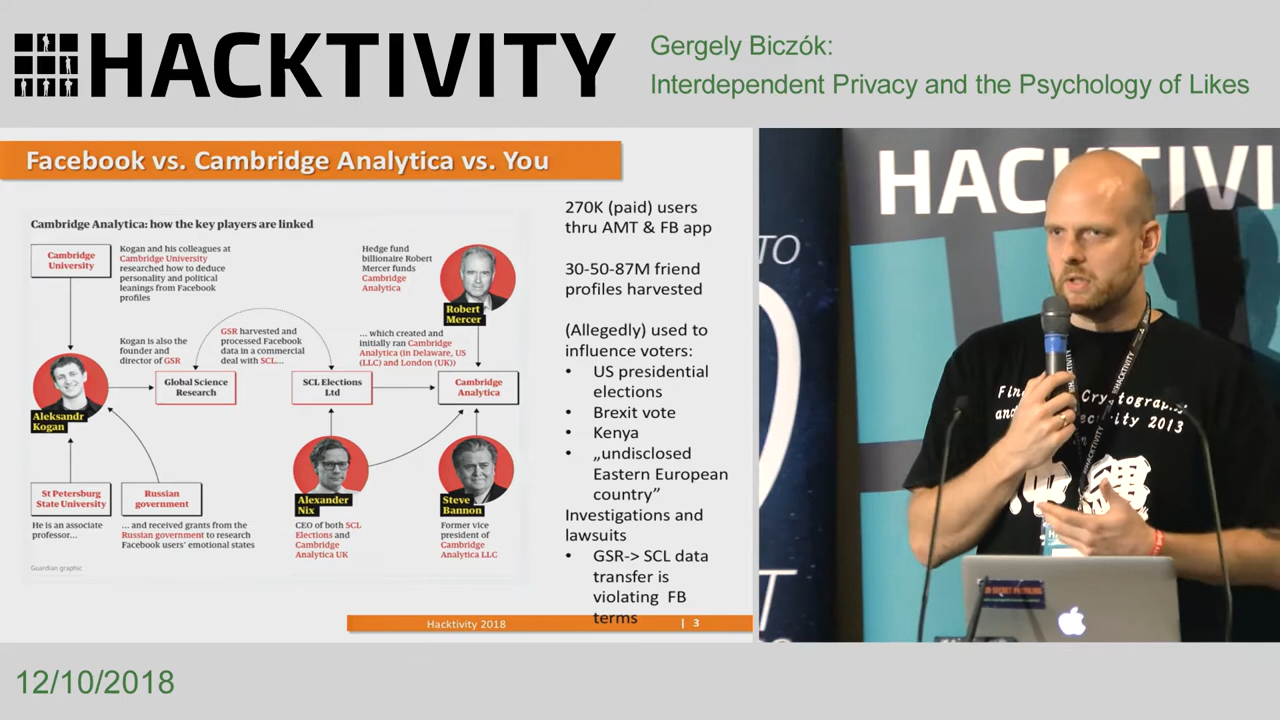 HACKTIVITY
Gergely Biczók:
Interdependent Privacy and the Psychology of Likes
Facebook vs. Cambridge Analytica vs. You
Cambridge Analytica: how the key players are linked
Cambridge
University
Kogan and his colleagues at
Cambridge University
researched how to deduce
personality and political
leanings from Facebook
profiles
Hedge fund
billionaire Robert
Mercer funds
Cambridge
Analytica
Robert
Mercer
Kogan is also the
founder and
director of GSR
GSR harvested and
processed Facebook
data in a commercial
deal with SCL...
... which created and
initially ran Cambridge
Analytica (in Delaware, US
(LLC) and London (UK))
Aleksandr
Kogan
Global Science
Research
SCL Elections
Ltd
Cambridge
Analytica
St Petersburg
State University
Russian
government
Alexander
Nix
Steve
Bannon
He is an associate
professor...
... and received grants from the
Russian government to research
Facebook users' emotional states
CEO of both SCL
Elections and
Cambridge
Analytica UK
Former vice
president of
Cambridge
Analytica LLC
Guardian graphic
270K (paid) users
thru AMT & FB app
30-50-87M friend
profiles harvested
(Allegedly) used to
influence voters:
• US presidential
elections
• Brexit vote
• Kenya
• „undisclosed
Eastern European
country”
Investigations and
lawsuits
• GSR-> SCL data
transfer is
violating FB
terms
Hacktivity 2018
| 3
HACKTIVI
TO
#HACKTIVITY
2013
12/10/2018